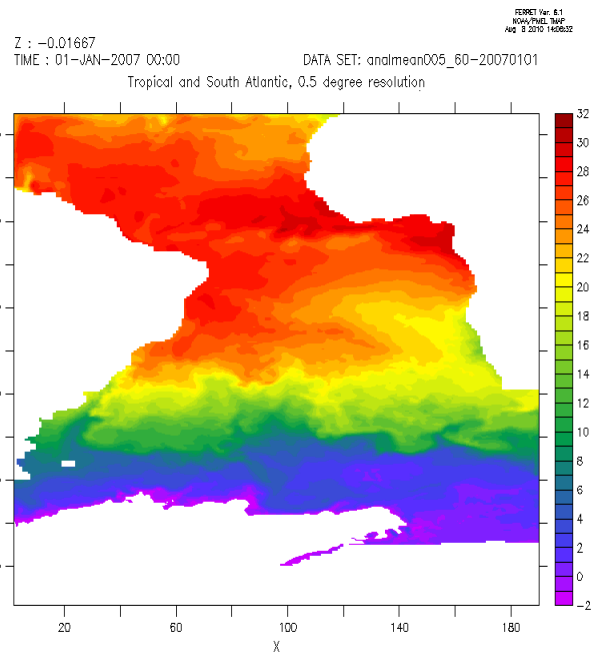 FERRET Ver. 6.1
NOAA/PMEL TMAP
Aug 8 2010 14:08:32
Z : -0.01667
TIME : 01-JAN-2007 00:00
DATA SET: analmean005_60-20070101
Tropical and South Atlantic, 0.5 degree resolution
32
30
28
26
24
22
20
18
16
14
12
10
8
6
4
2
0
-2
20 60 100 140 180
X